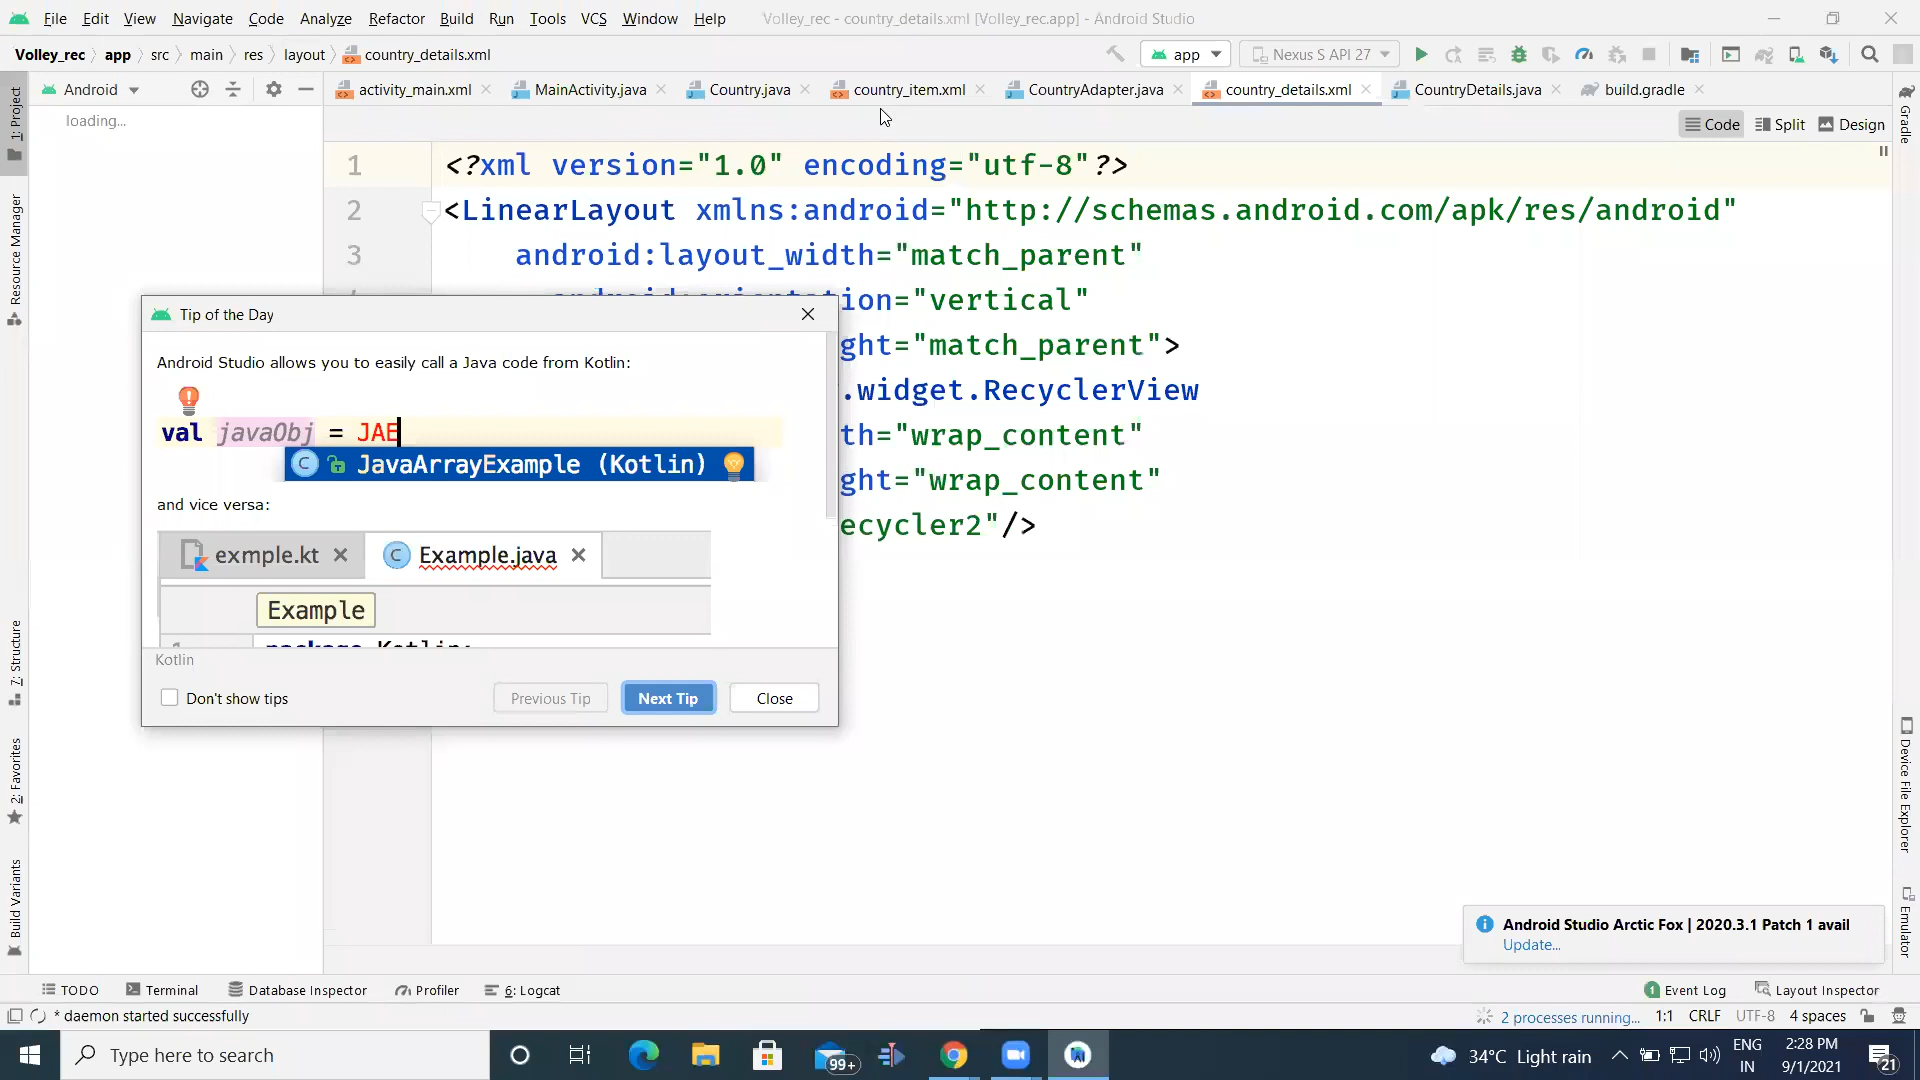 File Edit View Navigate Code Analyze Refactor Build Run Tools VCS Window Help Volley_rec - country_details.xml [Volley_rec.app] - Android Studio
Volley_rec app src main res layout country_details.xml app Nexus S API 27
Android activity_main.xml MainActivity.java Country.java country_item.xml CountryAdapter.java country_details.xml CountryDetails.java build.gradle
loading...
Code Split Design
1 <?xml version="1.0" encoding="utf-8"?>
2 <LinearLayout xmlns:android="http://schemas.android.com/apk/res/android"
3 android:layout_width="match_parent"
ion="vertical"
ght="match_parent">
.widget.RecyclerView
th="wrap_content"
ght="wrap_content"
ecycler2"/>
Tip of the Day
Android Studio allows you to easily call a Java code from Kotlin:
val javaObj = JAE
JavaArrayExample (Kotlin)
and vice versa:
exmple.kt Example.java
Example
package Kotlin;
Kotlin
Don't show tips Previous Tip Next Tip Close
1: Project
Resource Manager
7: Structure
2: Favorites
Build Variants
Gradle
Device File Explorer
Emulator
Android Studio Arctic Fox | 2020.3.1 Patch 1 avail
Update...
TODO Terminal Database Inspector Profiler 6: Logcat 1 Event Log Layout Inspector
* daemon started successfully 2 processes running... 1:1 CRLF UTF-8 4 spaces
Type here to search 99+ 34°C Light rain ENG IN 2:28 PM 9/1/2021 21